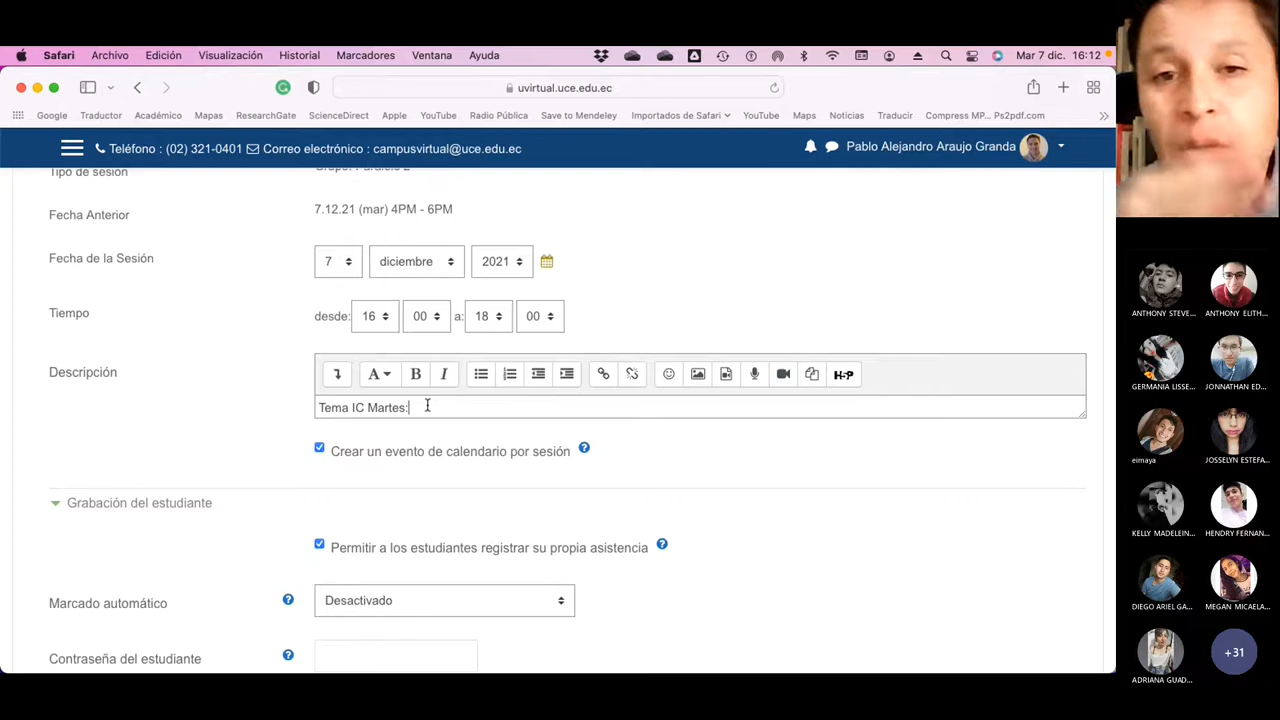 Safari Archivo Edición Visualización Historial Marcadores Ventana Ayuda Mar 7 dic. 16:12
uvirtual.uce.edu.ec
Google Traductor Académico Mapas ResearchGate ScienceDirect Apple YouTube Radio Pública Save to Mendeley Importados de Safari YouTube Maps Noticias Traducir Compress MP... Ps2pdf.com
Teléfono : (02) 321-0401 Correo electrónico : campusvirtual@uce.edu.ec Pablo Alejandro Araujo Granda
Tipo de sesión
Fecha Anterior 7.12.21 (mar) 4PM - 6PM
Fecha de la Sesión 7 diciembre 2021
Tiempo desde: 16 00 a: 18 00
Descripción A B I H-P
Tema IC Martes:
Crear un evento de calendario por sesión
Grabación del estudiante
Permitir a los estudiantes registrar su propia asistencia
Marcado automático Desactivado
Contraseña del estudiante
ANTHONY STEVE... ANTHONY ELITH...
GERMANIA LISSE... JONNATHAN ED...
eimaya JOSSELYN ESTEFA...
KELLY MADELEIN... HENDRY FERNAN...
DIEGO ARIEL GA... MEGAN MICAELA...
+31
ADRIANA GUAD...